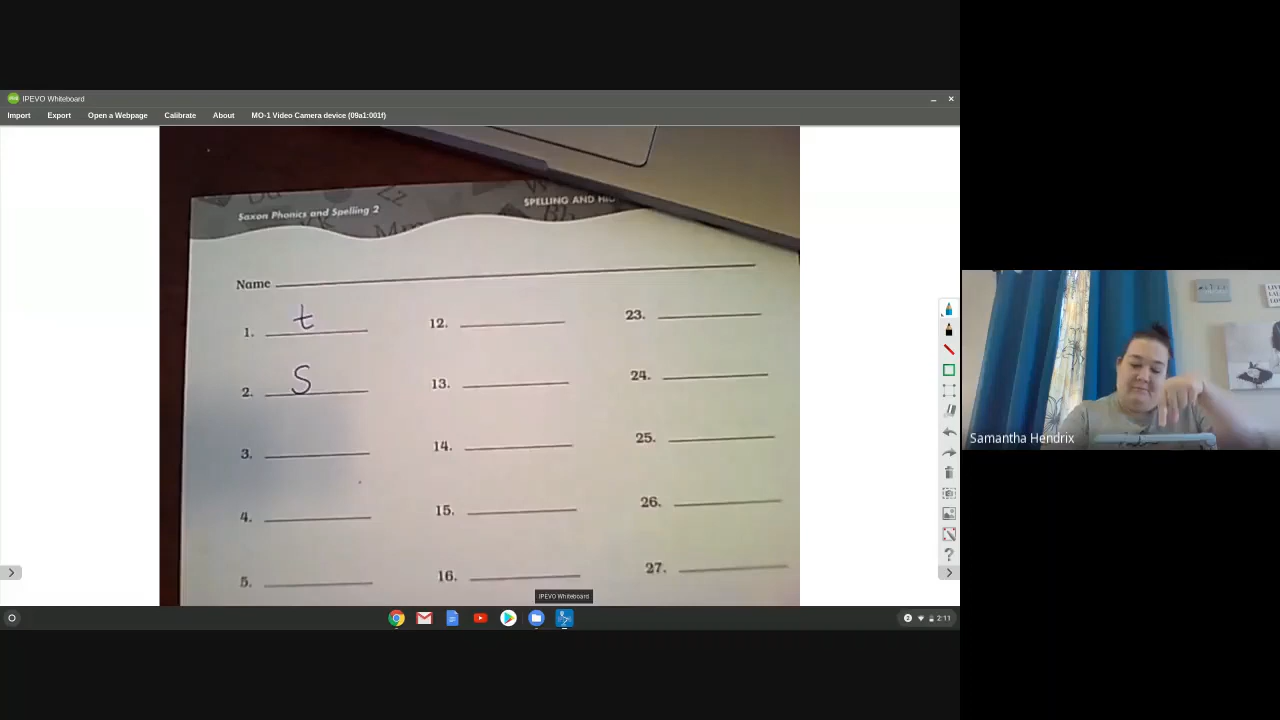 IPEVO Whiteboard
Import Export Open a Webpage Calibrate About MO-1 Video Camera device (09a1:001f)
Zz
Saxon Phonics and Spelling 2
SPELLING AND
BL
Name
1. t
2. S
3.
4.
5.
12.
13.
14.
15.
16.
23.
24.
25.
26.
27.
Samantha Hendrix
IPEVO Whiteboard
2:11